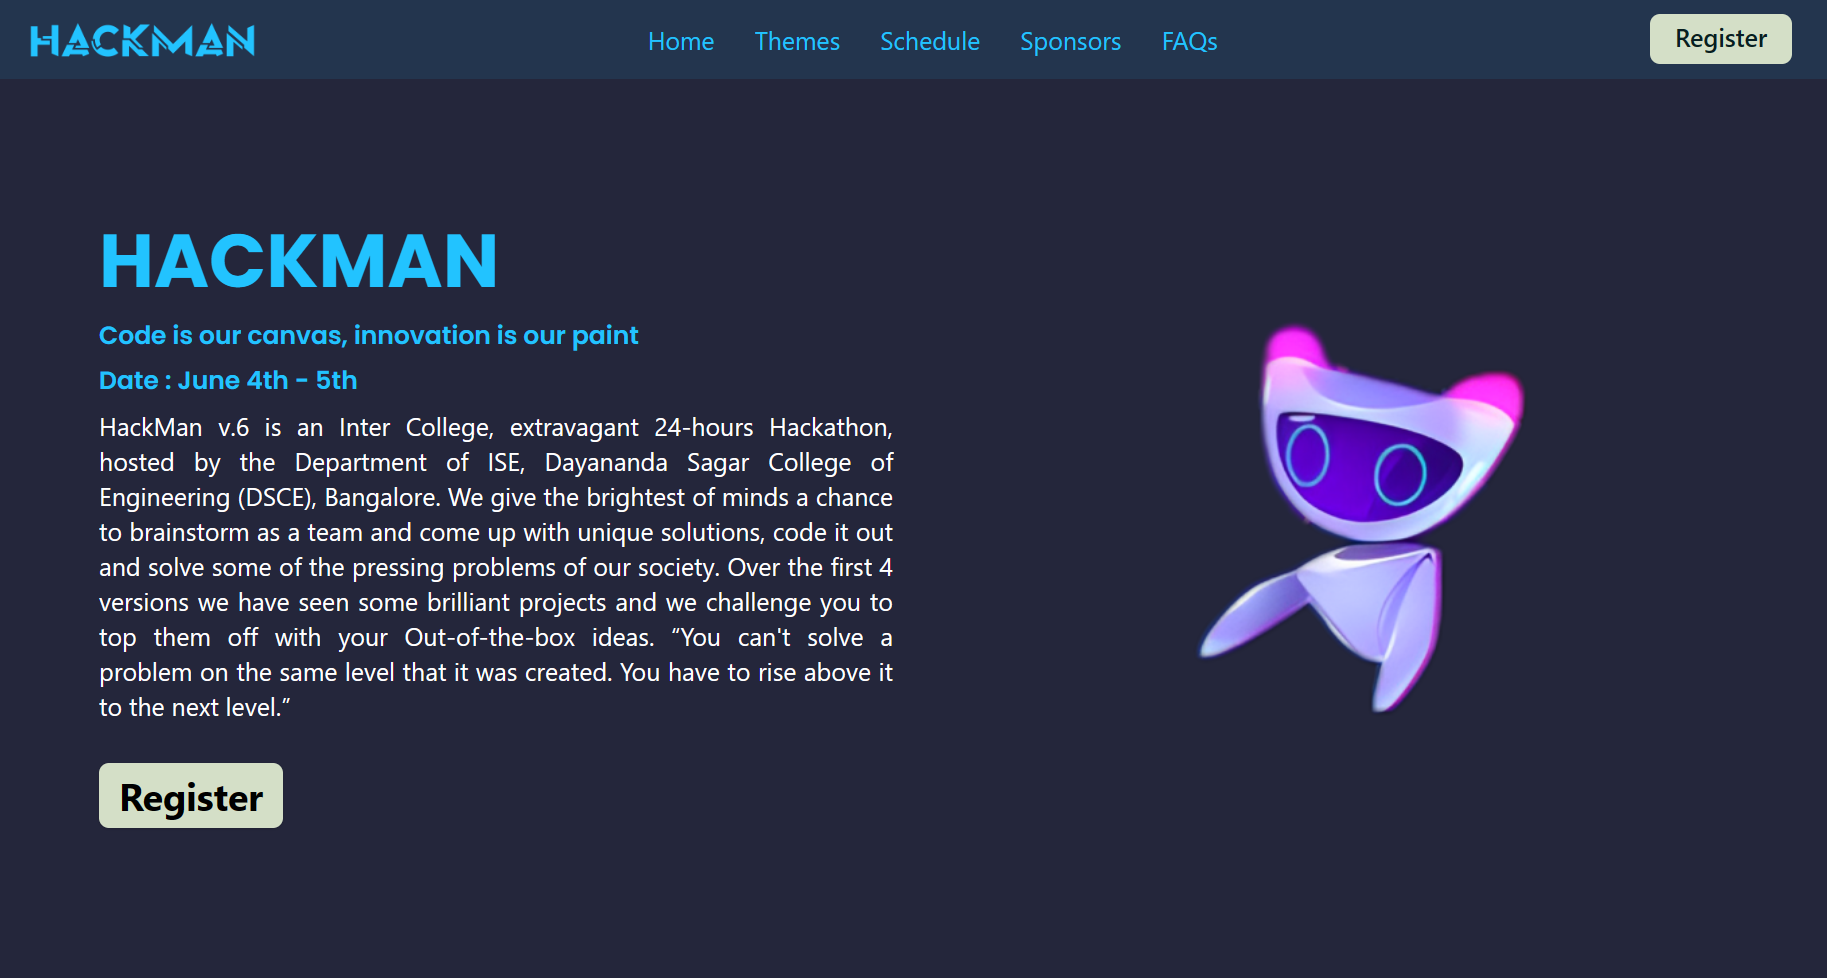 HACKMAN
Home Themes Schedule Sponsors FAQs
Register
HACKMAN
Code is our canvas, innovation is our paint
Date : June 4th - 5th
HackMan v.6 is an Inter College, extravagant 24-hours Hackathon,
hosted by the Department of ISE, Dayananda Sagar College of
Engineering (DSCE), Bangalore. We give the brightest of minds a chance
to brainstorm as a team and come up with unique solutions, code it out
and solve some of the pressing problems of our society. Over the first 4
versions we have seen some brilliant projects and we challenge you to
top them off with your Out-of-the-box ideas. “You can't solve a
problem on the same level that it was created. You have to rise above it
to the next level.”
Register